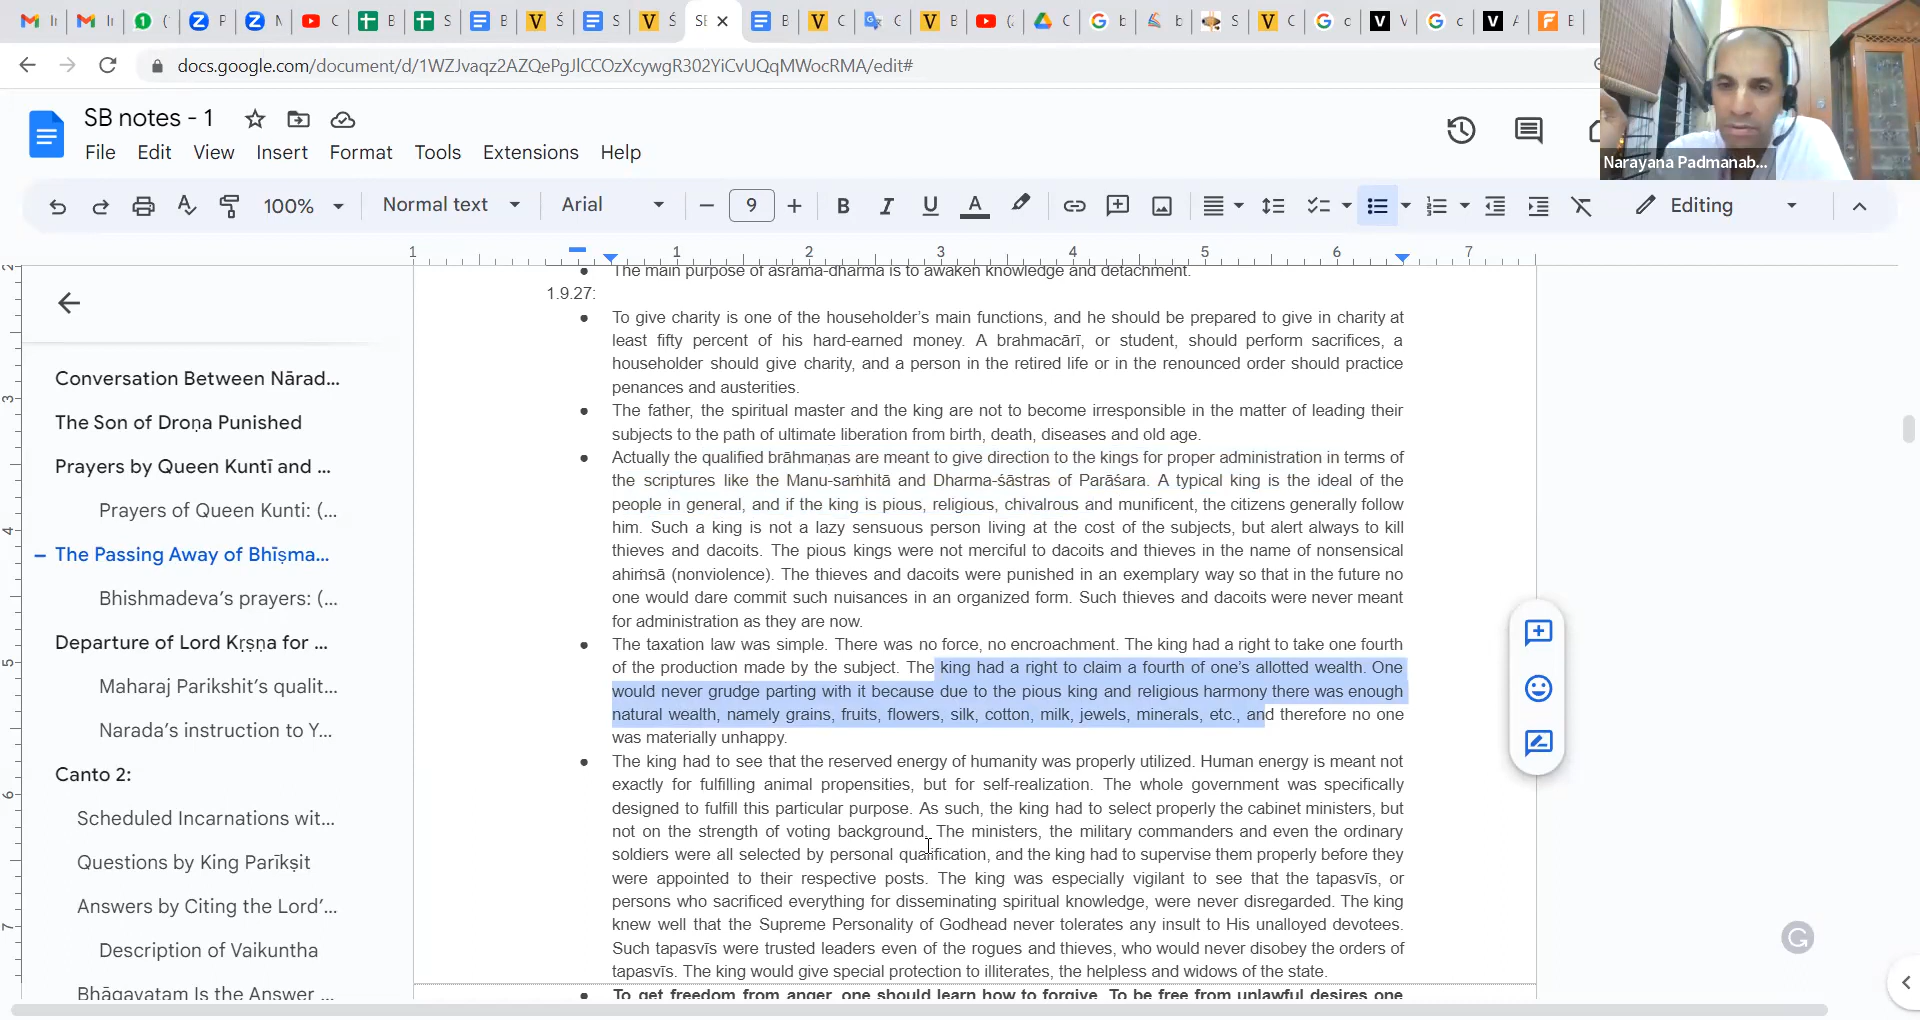 docs.google.com/document/d/1WZJvaqz2AZQePgJlCCOzXcywgR302YiCvUQqMWocRMA/edit#
SB notes - 1
File Edit View Insert Format Tools Extensions Help
Narayana Padmanab...
100% Normal text Arial 9 Editing
1 1 2 3 4 5 6 7
The main purpose of asrama-dharma is to awaken knowledge and detachment.
1.9.27:
To give charity is one of the householder’s main functions, and he should be prepared to give in charity at
least fifty percent of his hard-earned money. A brahmacārī, or student, should perform sacrifices, a
householder should give charity, and a person in the retired life or in the renounced order should practice
penances and austerities.
The father, the spiritual master and the king are not to become irresponsible in the matter of leading their
subjects to the path of ultimate liberation from birth, death, diseases and old age.
Actually the qualified brāhmaṇas are meant to give direction to the kings for proper administration in terms of
the scriptures like the Manu-saṁhitā and Dharma-śāstras of Parāśara. A typical king is the ideal of the
people in general, and if the king is pious, religious, chivalrous and munificent, the citizens generally follow
him. Such a king is not a lazy sensuous person living at the cost of the subjects, but alert always to kill
thieves and dacoits. The pious kings were not merciful to dacoits and thieves in the name of nonsensical
ahiṁsā (nonviolence). The thieves and dacoits were punished in an exemplary way so that in the future no
one would dare commit such nuisances in an organized form. Such thieves and dacoits were never meant
for administration as they are now.
The taxation law was simple. There was no force, no encroachment. The king had a right to take one fourth
of the production made by the subject. The king had a right to claim a fourth of one’s allotted wealth. One
would never grudge parting with it because due to the pious king and religious harmony there was enough
natural wealth, namely grains, fruits, flowers, silk, cotton, milk, jewels, minerals, etc., and therefore no one
was materially unhappy.
The king had to see that the reserved energy of humanity was properly utilized. Human energy is meant not
exactly for fulfilling animal propensities, but for self-realization. The whole government was specifically
designed to fulfill this particular purpose. As such, the king had to select properly the cabinet ministers, but
not on the strength of voting background. The ministers, the military commanders and even the ordinary
soldiers were all selected by personal qualification, and the king had to supervise them properly before they
were appointed to their respective posts. The king was especially vigilant to see that the tapasvīs, or
persons who sacrificed everything for disseminating spiritual knowledge, were never disregarded. The king
knew well that the Supreme Personality of Godhead never tolerates any insult to His unalloyed devotees.
Such tapasvīs were trusted leaders even of the rogues and thieves, who would never disobey the orders of
tapasvīs. The king would give special protection to illiterates, the helpless and widows of the state.
To get freedom from anger, one should learn how to forgive. To be free from unlawful desires one
Conversation Between Nārad...
The Son of Droṇa Punished
Prayers by Queen Kuntī and ...
Prayers of Queen Kunti: (...
The Passing Away of Bhīṣma...
Bhishmadeva’s prayers: (...
Departure of Lord Kṛṣṇa for ...
Maharaj Parikshit’s qualit...
Narada’s instruction to Y...
Canto 2:
Scheduled Incarnations wit...
Questions by King Parīkṣit
Answers by Citing the Lord’...
Description of Vaikuntha
Bhāgavatam Is the Answer ...